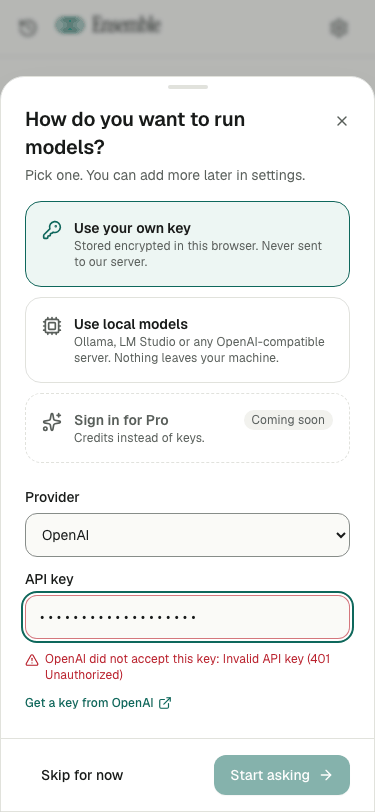 Ensemble
How do you want to run
models?
Pick one. You can add more later in settings.
Use your own key
Stored encrypted in this browser. Never sent
to our server.
Use local models
Ollama, LM Studio or any OpenAI-compatible
server. Nothing leaves your machine.
Sign in for Pro
Coming soon
Credits instead of keys.
Provider
OpenAI
API key
•••••••••••••••••••
OpenAI did not accept this key: Invalid API key (401
Unauthorized)
Get a key from OpenAI
Skip for now
Start asking